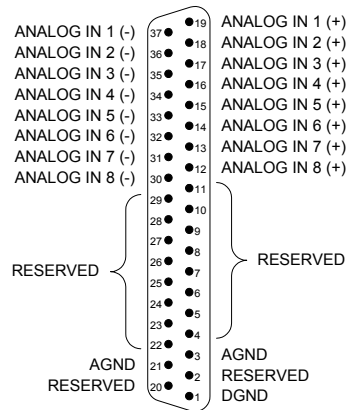 ANALOG IN 1 (-) 37 19 ANALOG IN 1 (+)
ANALOG IN 2 (-) 36 18 ANALOG IN 2 (+)
ANALOG IN 3 (-) 35 17 ANALOG IN 3 (+)
ANALOG IN 4 (-) 34 16 ANALOG IN 4 (+)
ANALOG IN 5 (-) 33 15 ANALOG IN 5 (+)
ANALOG IN 6 (-) 32 14 ANALOG IN 6 (+)
ANALOG IN 7 (-) 31 13 ANALOG IN 7 (+)
ANALOG IN 8 (-) 30 12 ANALOG IN 8 (+)
29 11
28 10
27 9
26 8
RESERVED 25 7 RESERVED
24 6
23 5
22 4
AGND 21 3 AGND
RESERVED 20 2 RESERVED
1 DGND